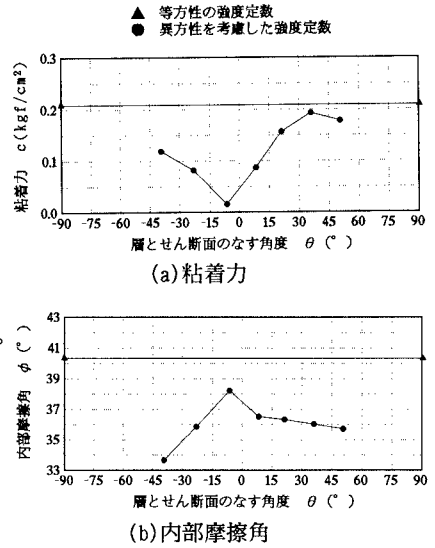 ▲ 等方性の強度定数
● 異方性を考慮した強度定数
粘着力 c(kgf/cm²)
0.3
0.2
0.1
0.0
-90 -75 -60 -45 -30 -15 0 15 30 45 60 75 90
層とせん断面のなす角度 θ (°)
(a)粘着力
内部摩擦角 φ (°)
43
41
39
37
35
33
-90 -75 -60 -45 -30 -15 0 15 30 45 60 75 90
層とせん断面のなす角度 θ (°)
(b)内部摩擦角